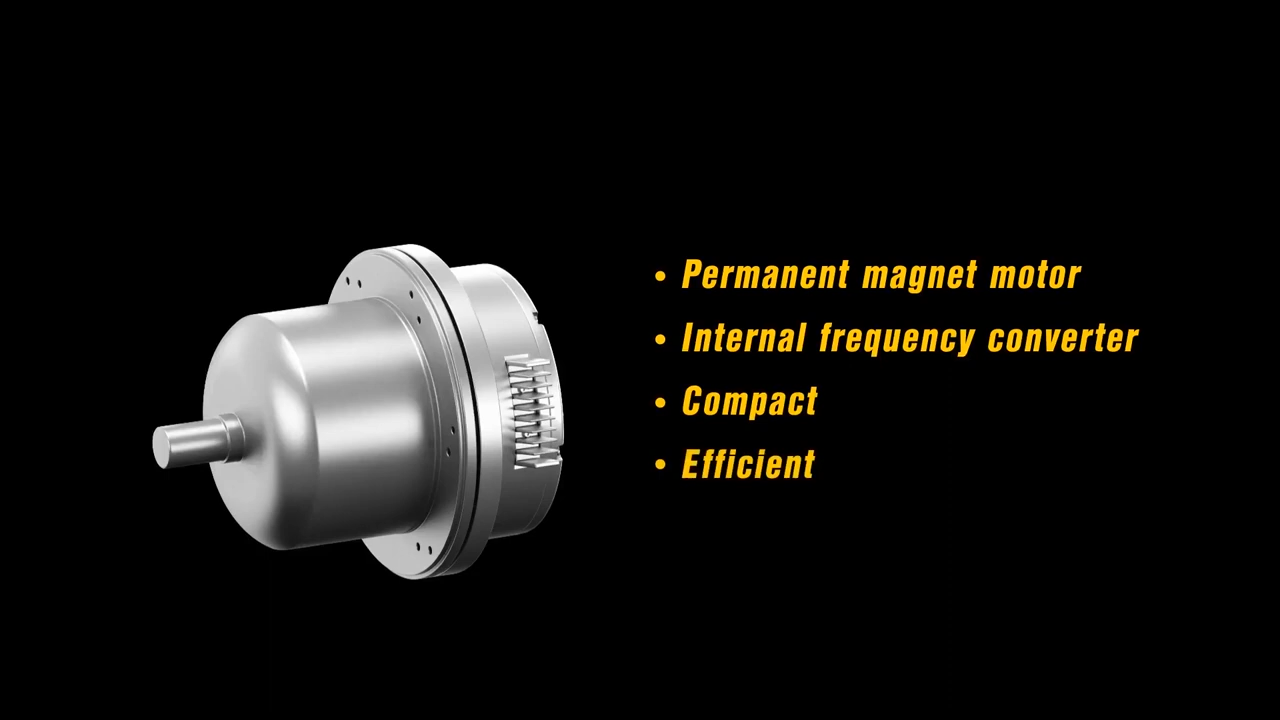 • Permanent magnet motor
• Internal frequency converter
• Compact
• Efficient